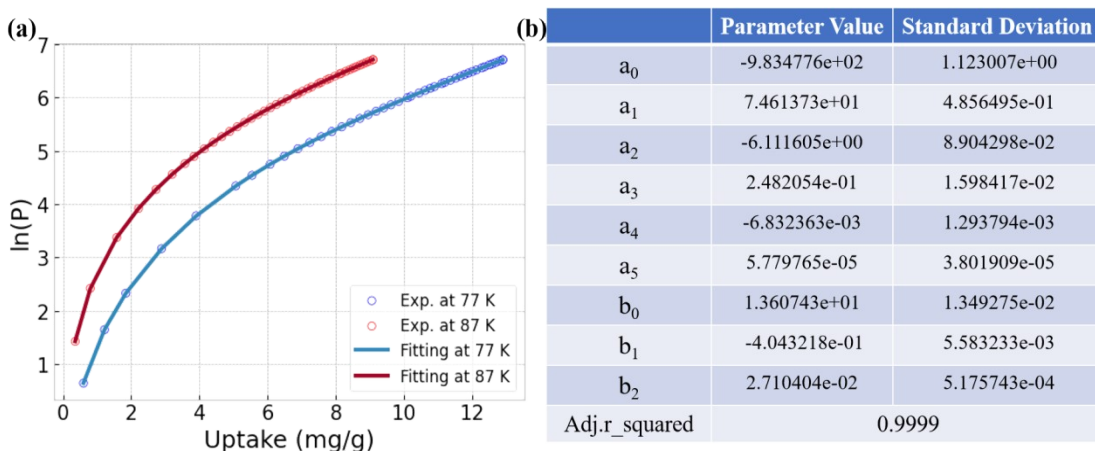 (a)
7
6
5
4
3
2
1
0
2
4
6
8
10
12
ln(P)
Uptake (mg/g)
Exp. at 77 K
Exp. at 87 K
Fitting at 77 K
Fitting at 87 K
(b)
Parameter Value Standard Deviation
a0 -9.834776e+02 1.123007e+00
a1 7.461373e+01 4.856495e-01
a2 -6.111605e+00 8.904298e-02
a3 2.482054e-01 1.598417e-02
a4 -6.832363e-03 1.293794e-03
a5 5.779765e-05 3.801909e-05
b0 1.360743e+01 1.349275e-02
b1 -4.043218e-01 5.583233e-03
b2 2.710404e-02 5.175743e-04
Adj.r_squared 0.9999